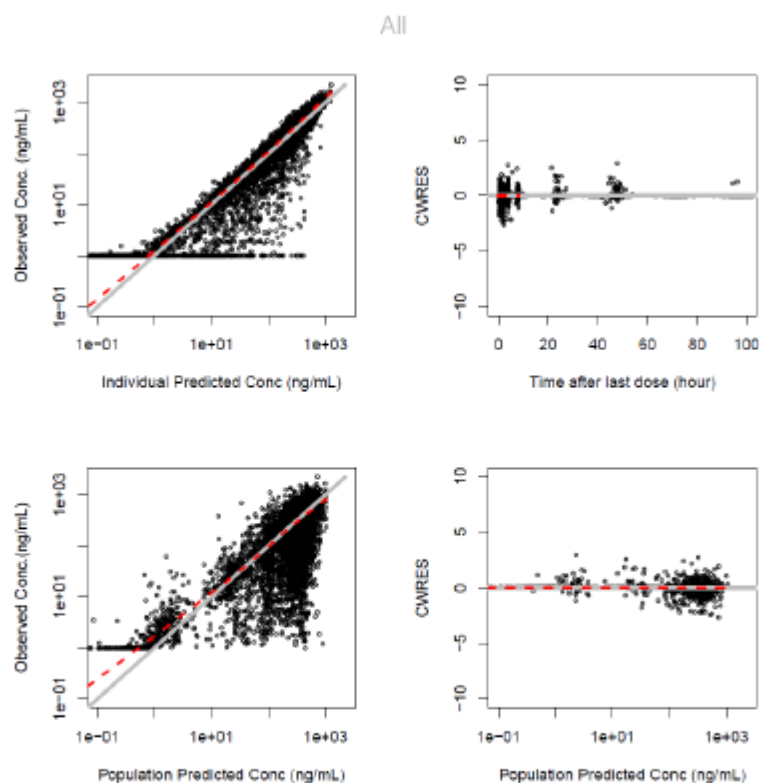 All
Observed Conc. (ng/mL)
1e+03
1e+01
1e-01
1e-01
1e+01
1e+03
Individual Predicted Conc (ng/mL)
CWRES
10
5
0
-5
-10
0
20
40
60
80
100
Time after last dose (hour)
Observed Conc.(ng/mL)
1e+03
1e+01
1e-01
1e-01
1e+01
1e+03
Population Predicted Conc (ng/mL)
CWRES
10
5
0
-5
-10
1e-01
1e+01
1e+03
Population Predicted Conc (ng/mL)